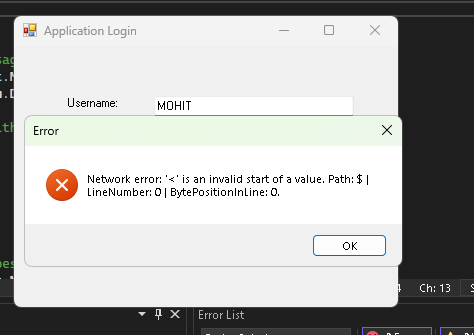 Application Login
Username:
MOHIT
Error
Network error: '<' is an invalid start of a value. Path: $ |
LineNumber: 0 | BytePositionInLine: 0.
OK
Ch: 13
Error List